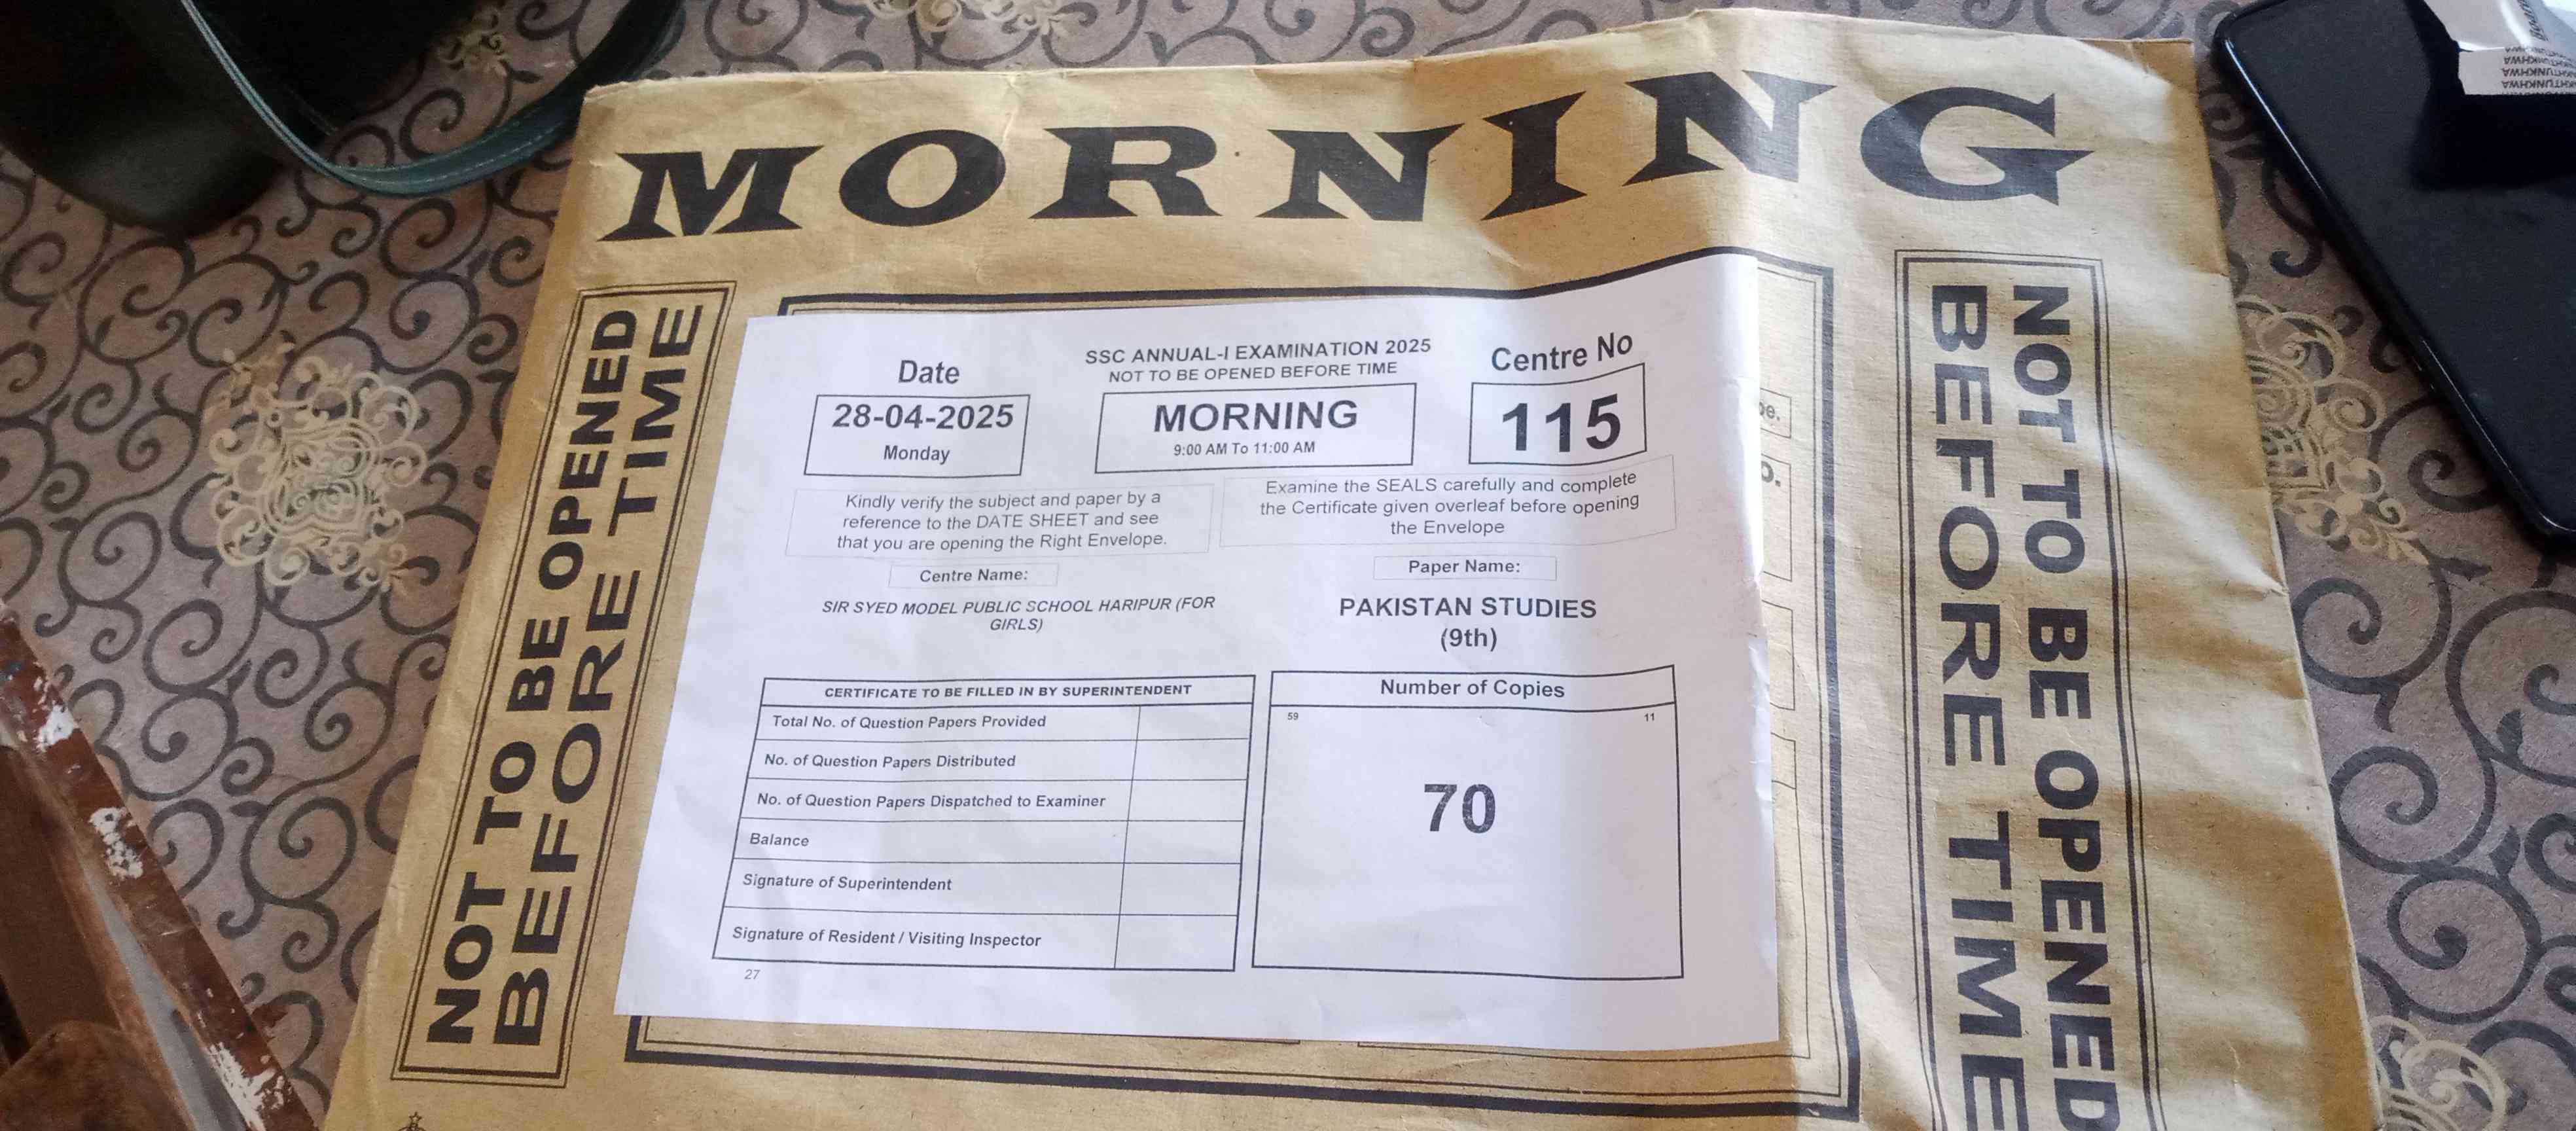 MORNING
NOT TO BE OPENED
BEFORE TIME
Date
28-04-2025
Monday
SSC ANNUAL-I EXAMINATION 2025
NOT TO BE OPENED BEFORE TIME
MORNING
9:00 AM To 11:00 AM
Centre No
115
Kindly verify the subject and paper by a
reference to the DATE SHEET and see
that you are opening the Right Envelope.
Examine the SEALS carefully and complete
the Certificate given overleaf before opening
the Envelope
Centre Name:
SIR SYED MODEL PUBLIC SCHOOL HARIPUR (FOR
GIRLS)
Paper Name:
PAKISTAN STUDIES
(9th)
CERTIFICATE TO BE FILLED IN BY SUPERINTENDENT
Total No. of Question Papers Provided
No. of Question Papers Distributed
No. of Question Papers Dispatched to Examiner
Balance
Signature of Superintendent
Signature of Resident / Visiting Inspector
27
Number of Copies
59 11
70
NOT TO BE OPENED
BEFORE TIME